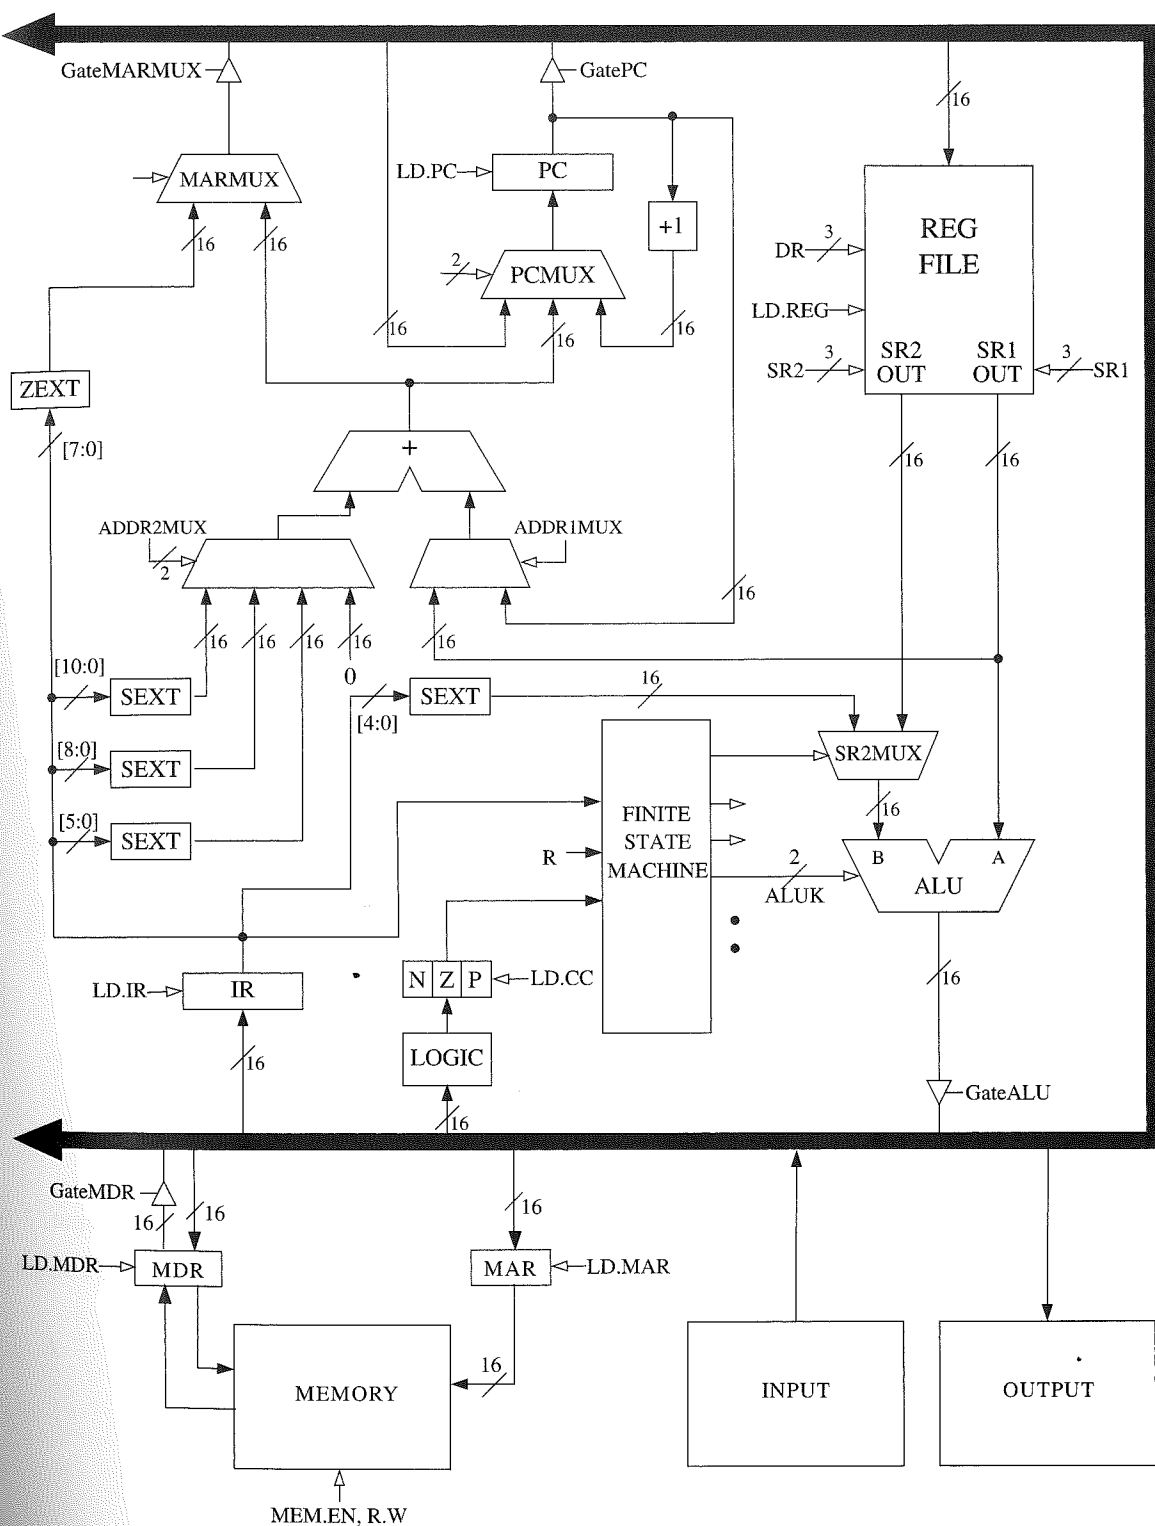 GateMARMUX
GatePC
16
MARMUX
LD.PC
PC
REG
FILE
+1
DR
3
16
16
2
PCMUX
LD.REG
16
16
16
SR2
OUT
SR1
OUT
SR2
3
3
SR1
ZEXT
[7:0]
+
16
16
ADDR2MUX
ADDR1MUX
2
16
16
16
16
16
16
0
[10:0]
SEXT
[4:0]
SEXT
16
[8:0]
SEXT
SR2MUX
[5:0]
SEXT
16
FINITE
STATE
MACHINE
R
B
A
ALU
2
ALUK
N Z P
LD.CC
LD.IR
IR
16
LOGIC
16
16
GateALU
GateMDR
16
16
16
LD.MDR
MDR
MAR
LD.MAR
16
MEMORY
INPUT
OUTPUT
MEM.EN, R.W